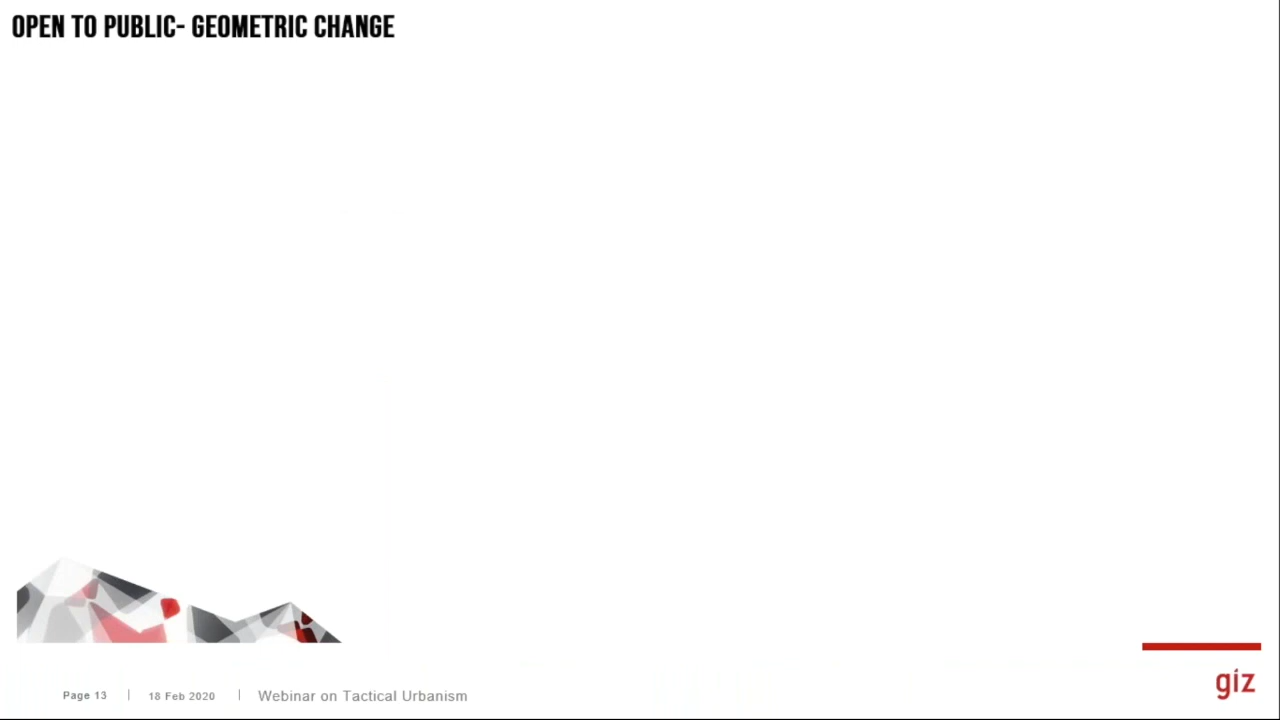 OPEN TO PUBLIC- GEOMETRIC CHANGE
Page 13 | 18 Feb 2020 | Webinar on Tactical Urbanism
giz